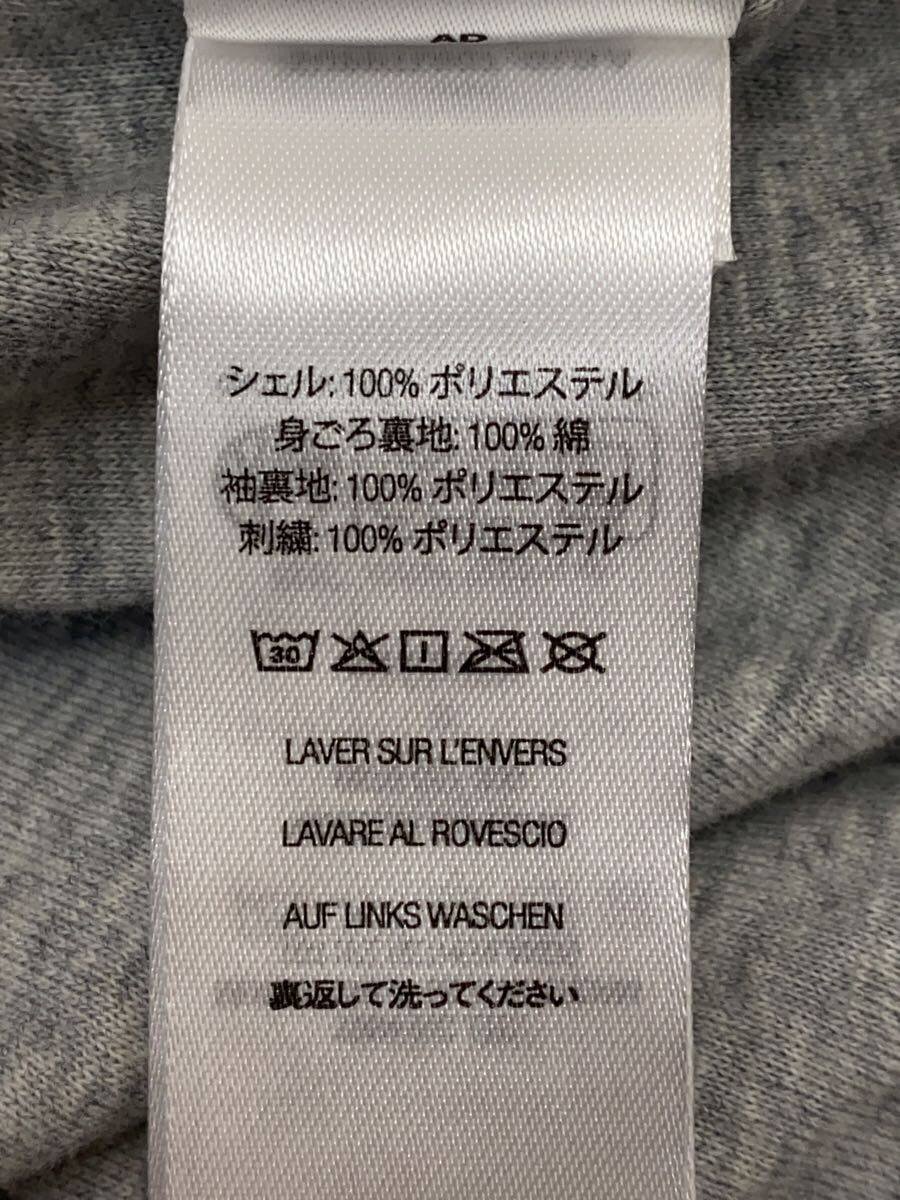 シェル: 100% ポリエステル
身ごろ裏地: 100% 綿
袖裏地: 100% ポリエステル
刺繍: 100% ポリエステル
30
LAVER SUR L'ENVERS
LAVARE AL ROVESCIO
AUF LINKS WASCHEN
裏返して洗ってください